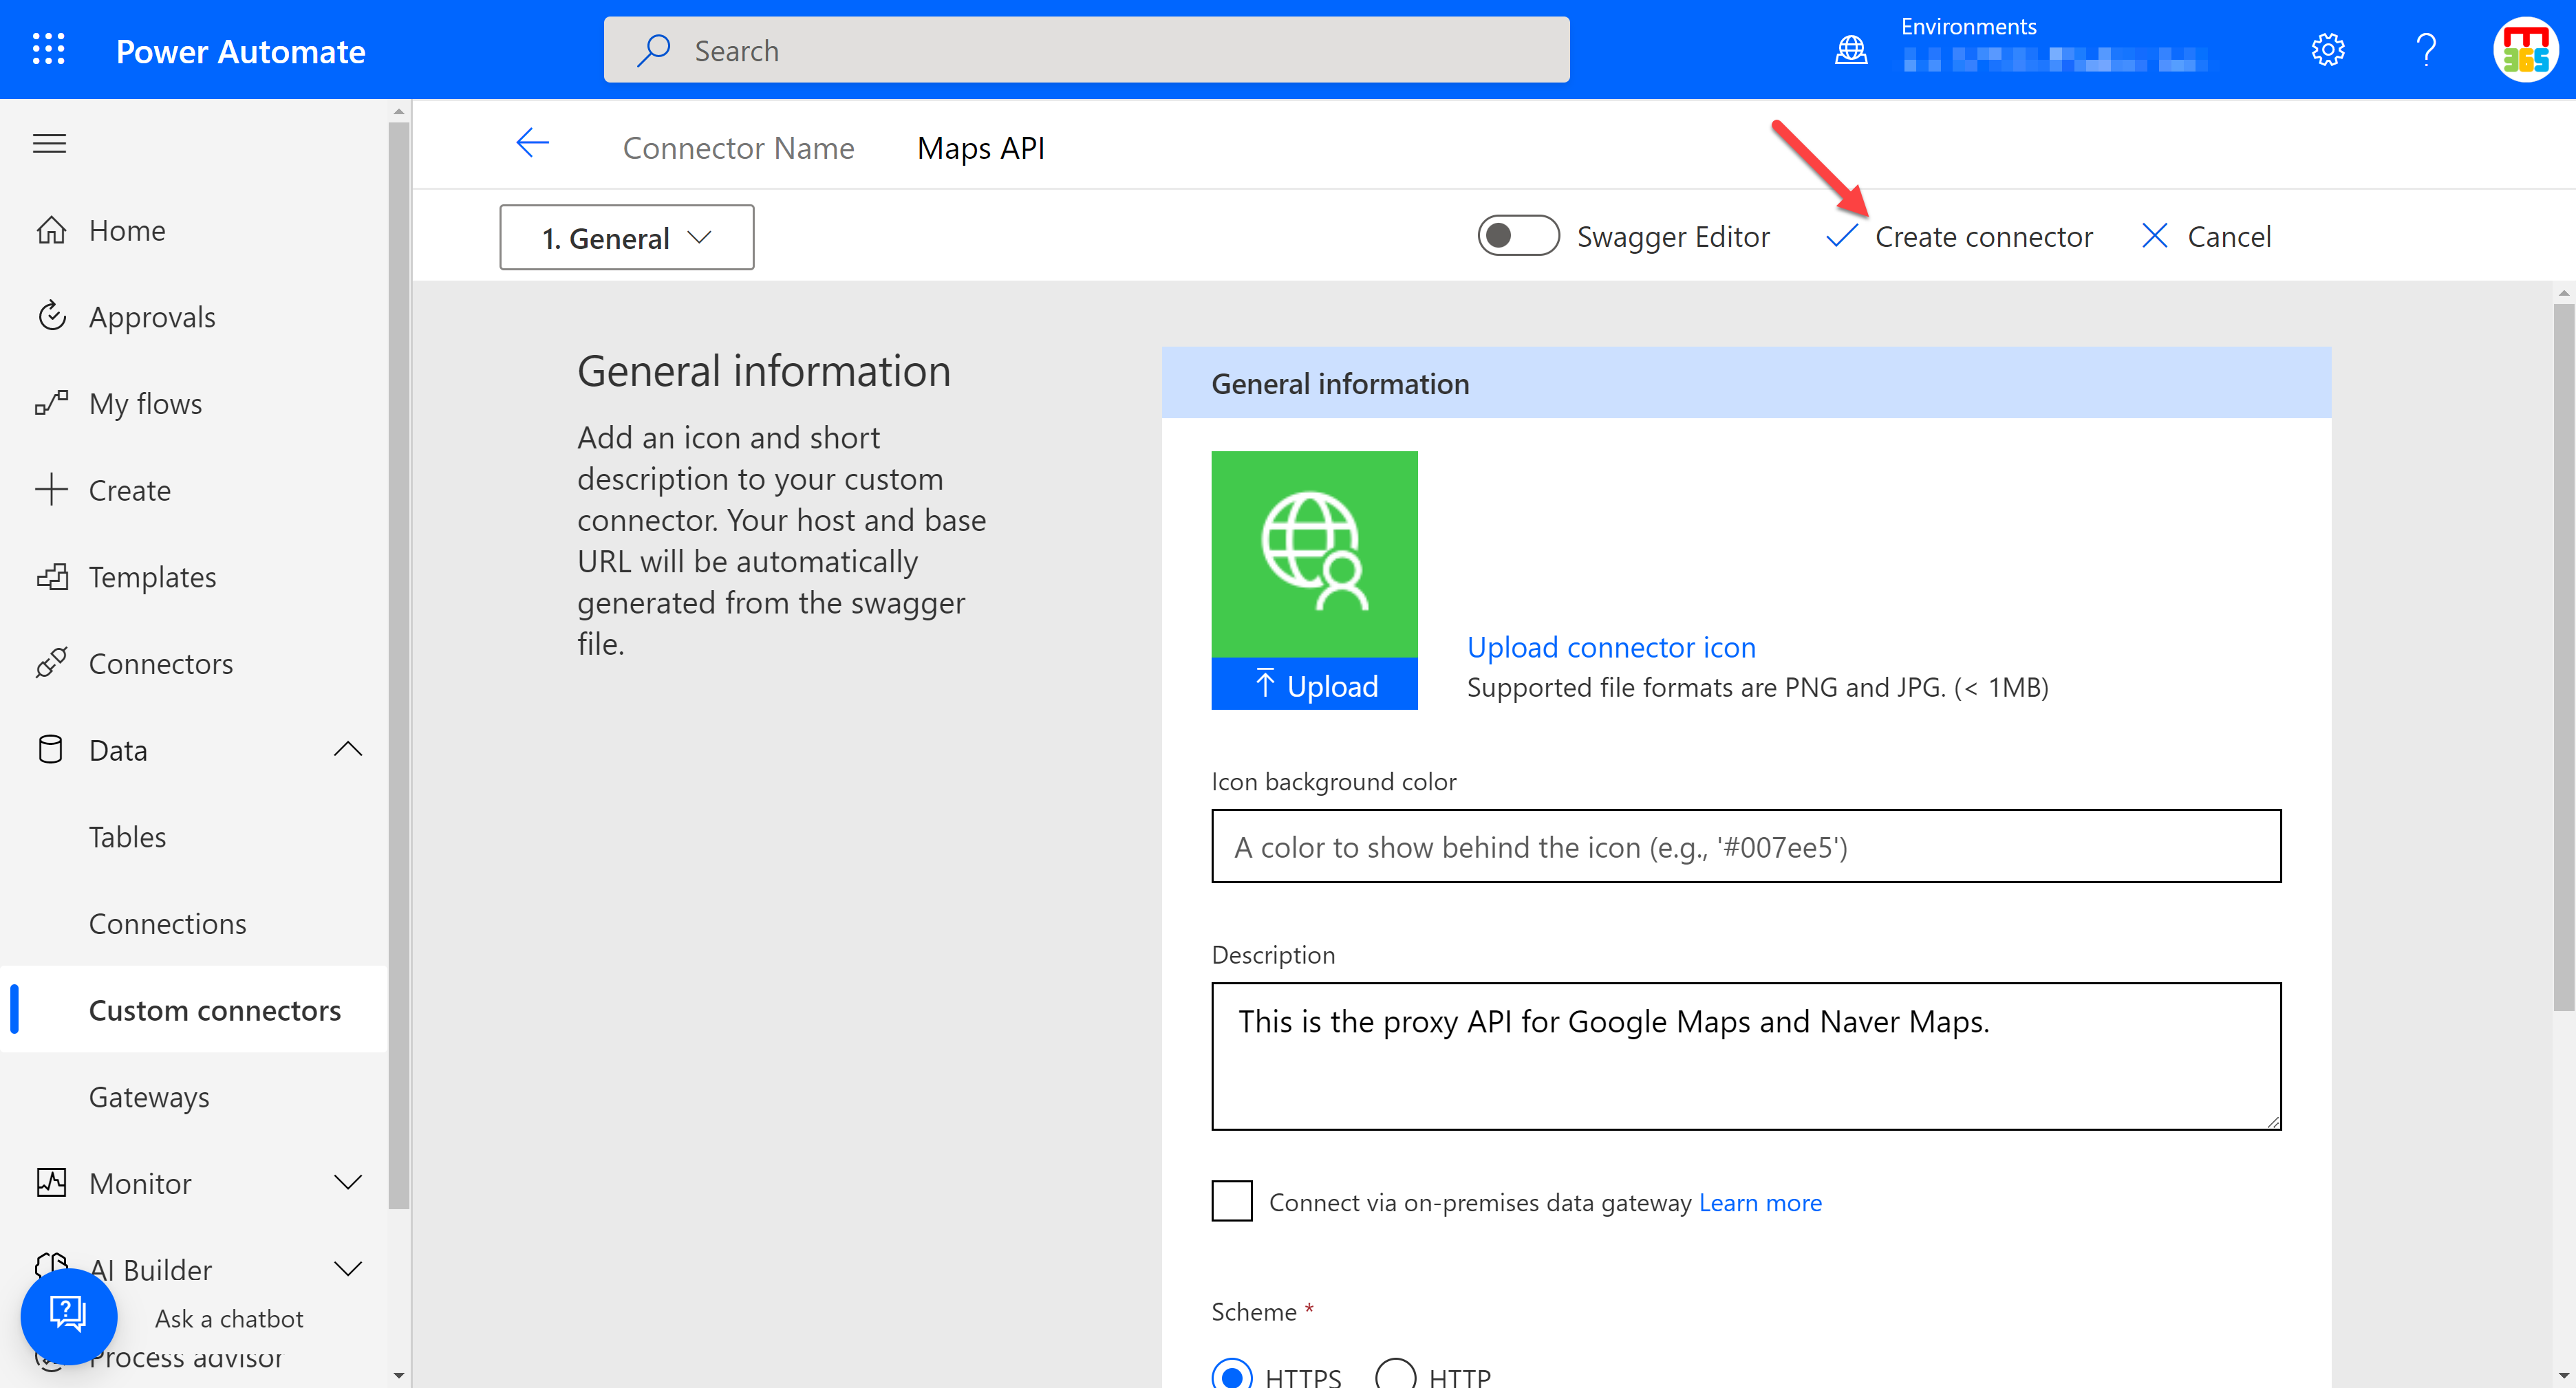 Power Automate
Search
Environments
365
Connector Name Maps API
1. General
Swagger Editor
Create connector
Cancel
Home
Approvals
My flows
Create
Templates
Connectors
Data
Tables
Connections
Custom connectors
Gateways
Monitor
AI Builder
Ask a chatbot
Process advisor
General information
Add an icon and short
description to your custom
connector. Your host and base
URL will be automatically
generated from the swagger
file.
General information
Upload
Upload connector icon
Supported file formats are PNG and JPG. (< 1MB)
Icon background color
A color to show behind the icon (e.g., '#007ee5')
Description
This is the proxy API for Google Maps and Naver Maps.
Connect via on-premises data gateway Learn more
Scheme *
HTTPS HTTP